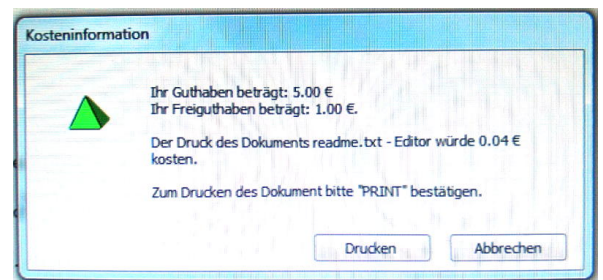 Kosteninformation
Ihr Guthaben beträgt: 5.00 €
Ihr Freiguthaben beträgt: 1.00 €.
Der Druck des Dokuments readme.txt - Editor würde 0.04 €
kosten.
Zum Drucken des Dokument bitte "PRINT" bestätigen.
Drucken
Abbrechen